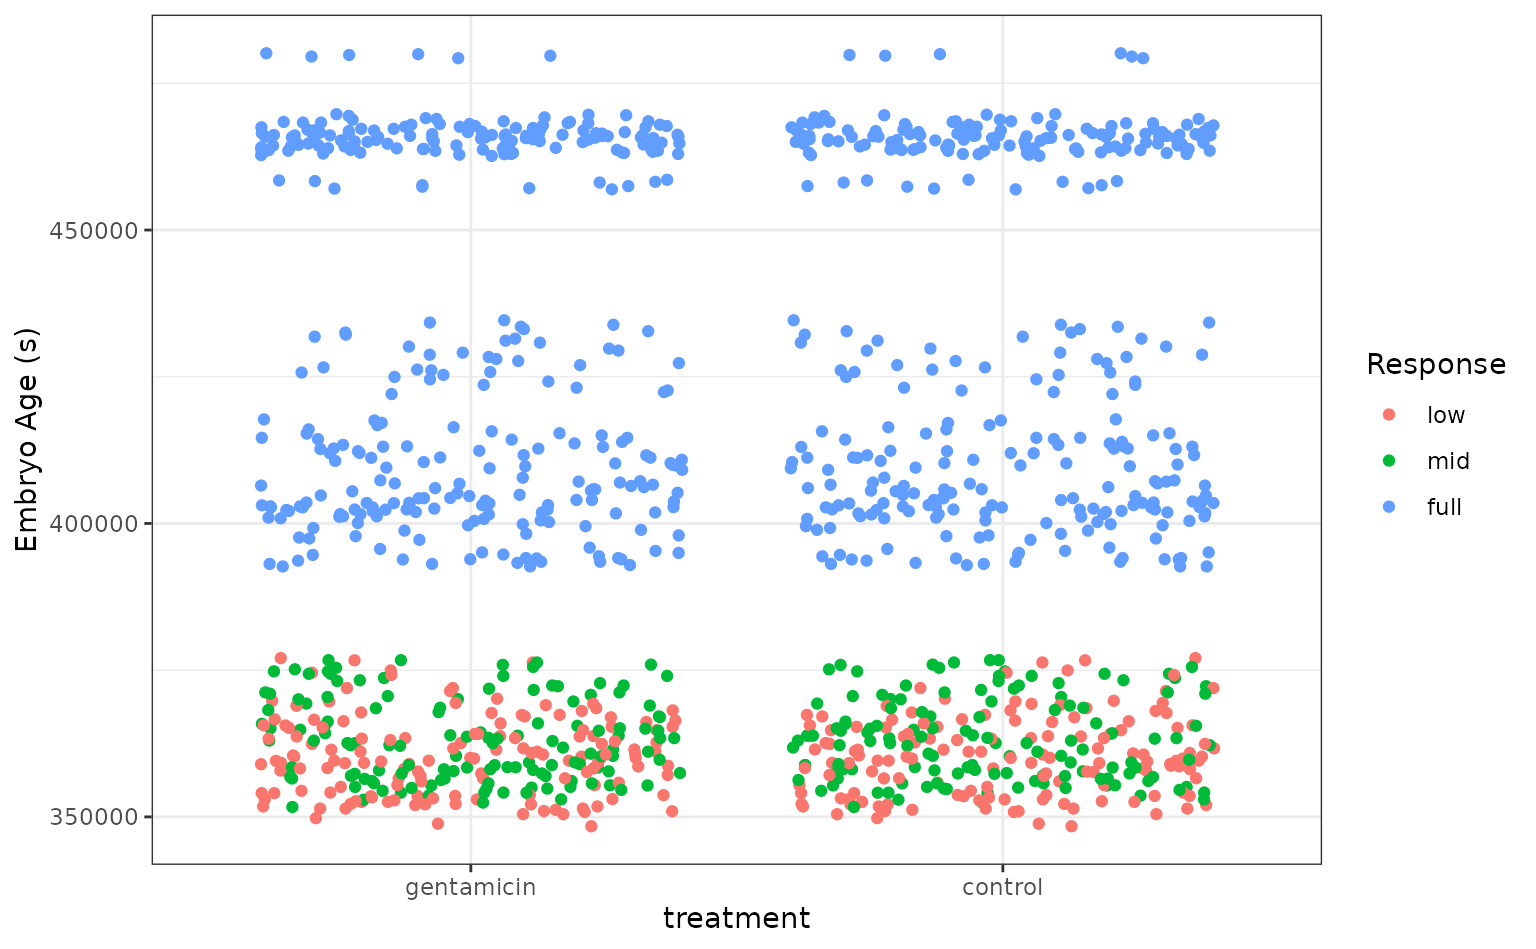 Embryo Age (s)
450000
400000
350000
gentamicin
control
treatment
Response
low
mid
full